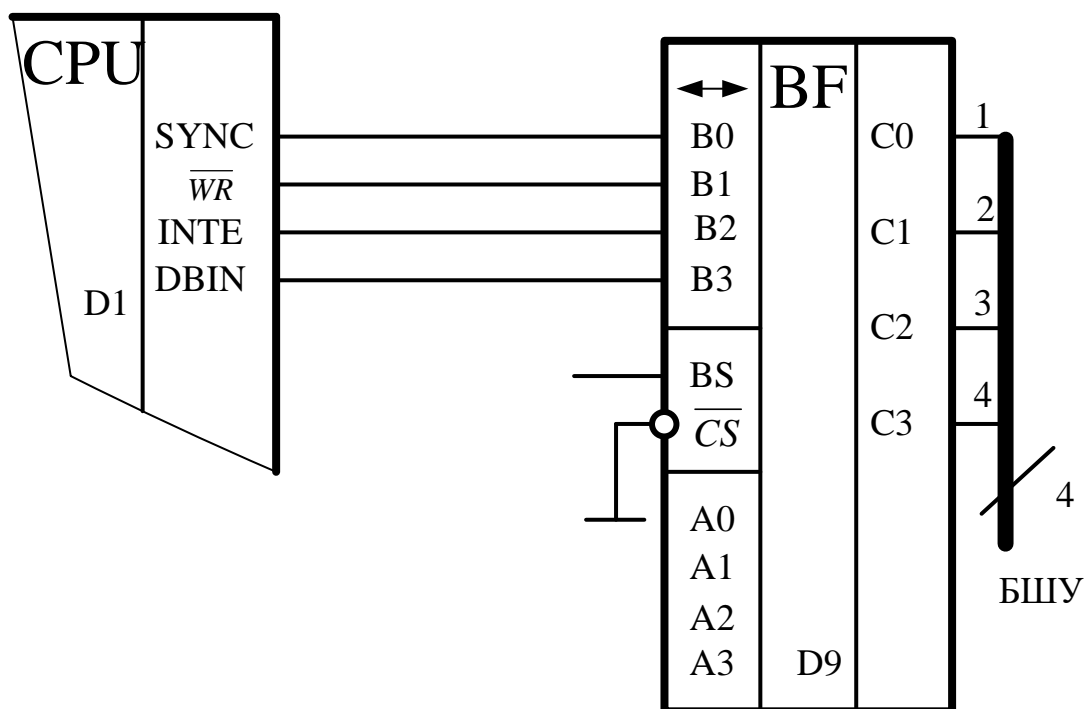 CPU
SYNC
WR
INTE
DBIN
D1
BF
B0
B1
B2
B3
BS
CS
A0
A1
A2
A3
D9
C0
C1
C2
C3
1
2
3
4
4
БШУ